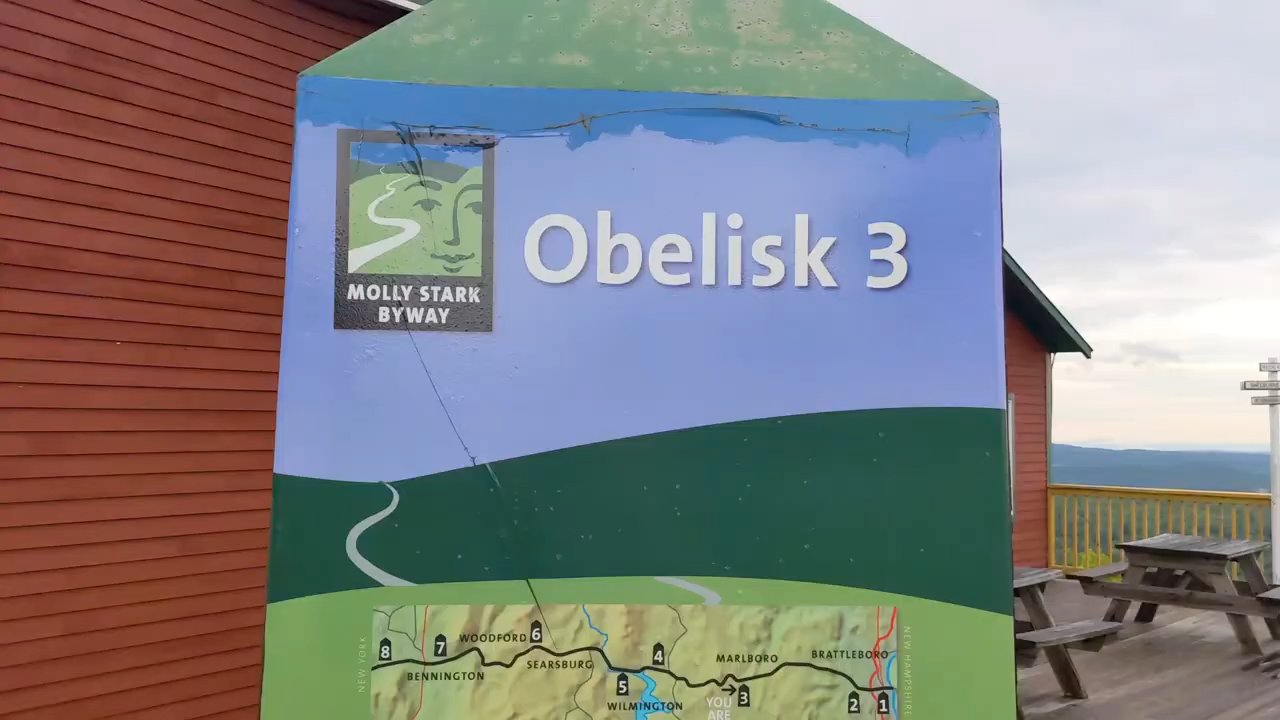 MOLLY STARK
BYWAY
Obelisk 3
NEW YORK
8
7
WOODFORD
6
BENNINGTON
SEARSBURG
4
5
WILMINGTON
MARLBORO
YOU
ARE
3
BRATTLEBORO
2
1
NEW HAMPSHIRE